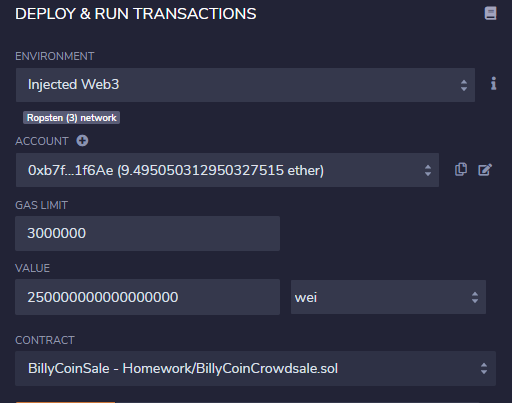 DEPLOY & RUN TRANSACTIONS
ENVIRONMENT
Injected Web3
Ropsten (3) network
ACCOUNT
0xb7f...1f6Ae (9.495050312950327515 ether)
GAS LIMIT
3000000
VALUE
250000000000000000 wei
CONTRACT
BillyCoinSale - Homework/BillyCoinCrowdsale.sol